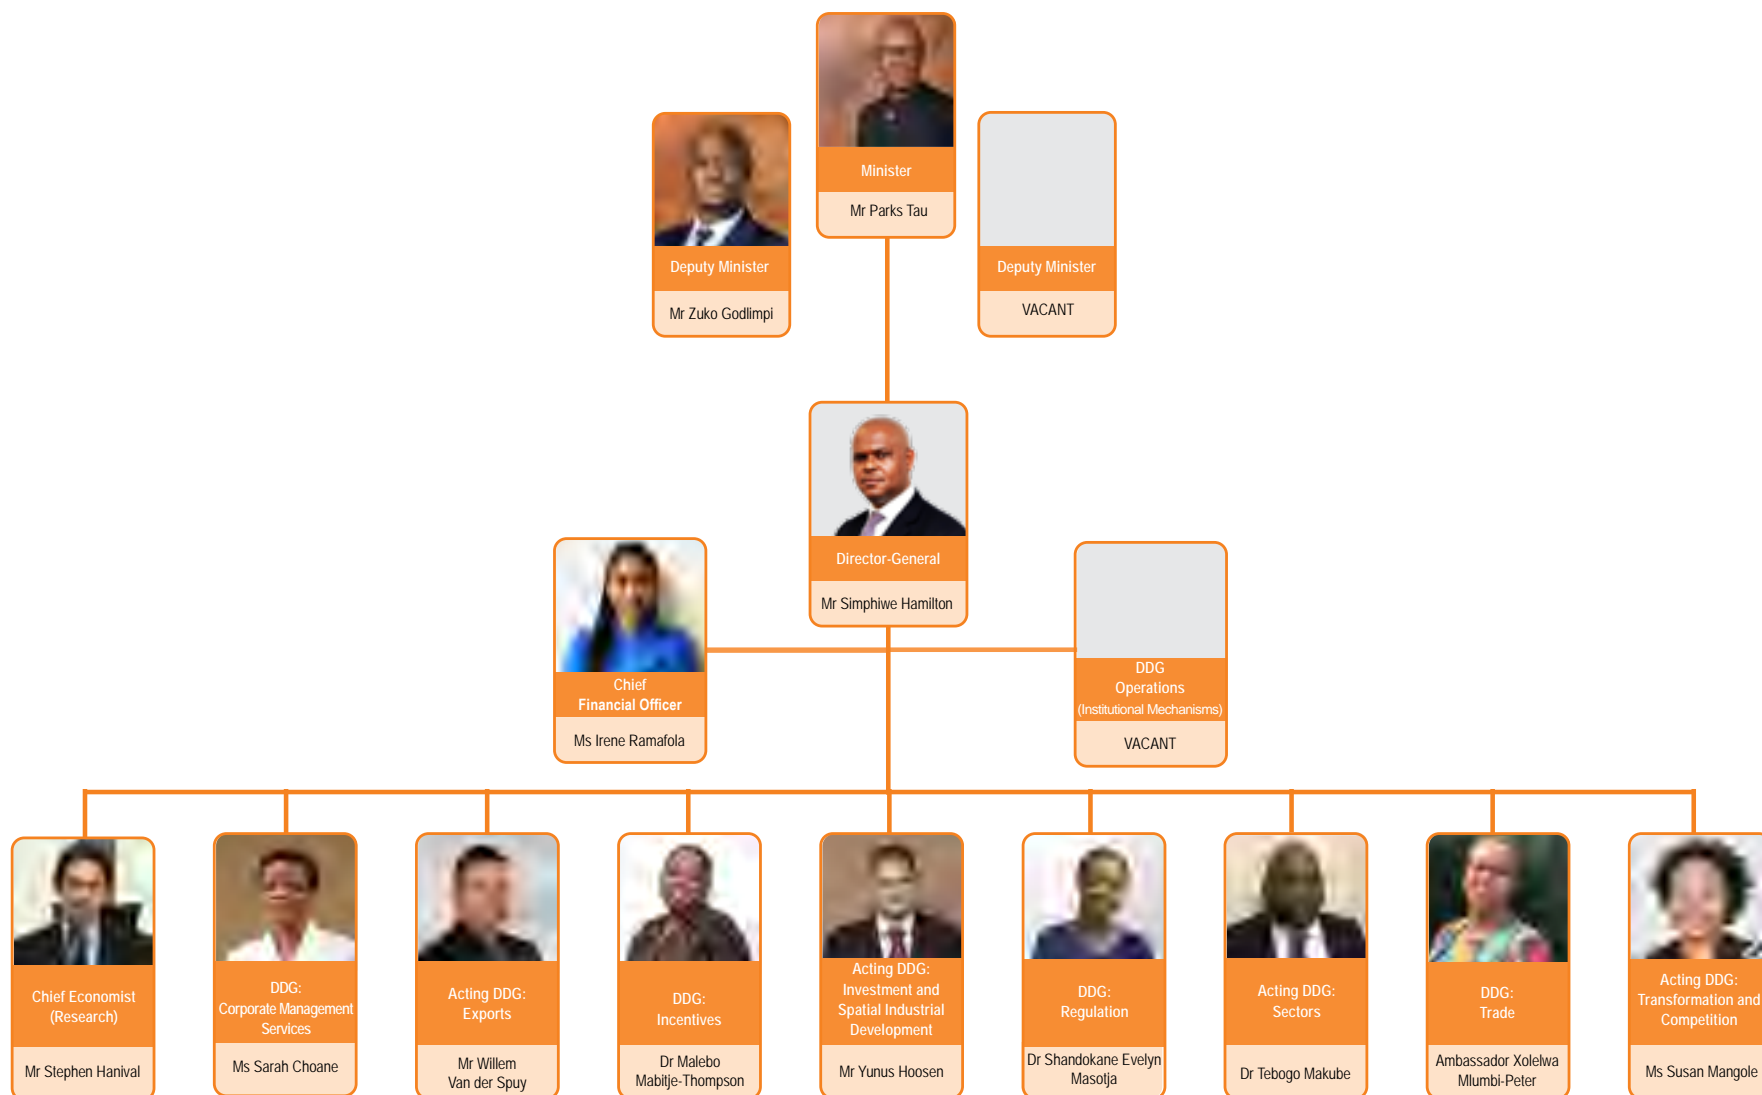 Minister
Mr Parks Tau
Deputy Minister
Mr Zuko Godlimpi
Deputy Minister
VACANT
Director-General
Mr Simphiwe Hamilton
Chief
Financial Officer
Ms Irene Ramafola
DDG
Operations
(Institutional Mechanisms)
VACANT
Chief Economist
(Research)
Mr Stephen Hanival
DDG:
Corporate Management
Services
Ms Sarah Choane
Acting DDG:
Exports
Mr Willem
Van der Spuy
DDG:
Incentives
Dr Malebo
Mabitje-Thompson
Acting DDG:
Investment and
Spatial Industrial
Development
Mr Yunus Hoosen
DDG:
Regulation
Dr Shandokane Evelyn
Masotja
Acting DDG:
Sectors
Dr Tebogo Makube
DDG:
Trade
Ambassador Xolelwa
Mlumbi-Peter
Acting DDG:
Transformation and
Competition
Ms Susan Mangole